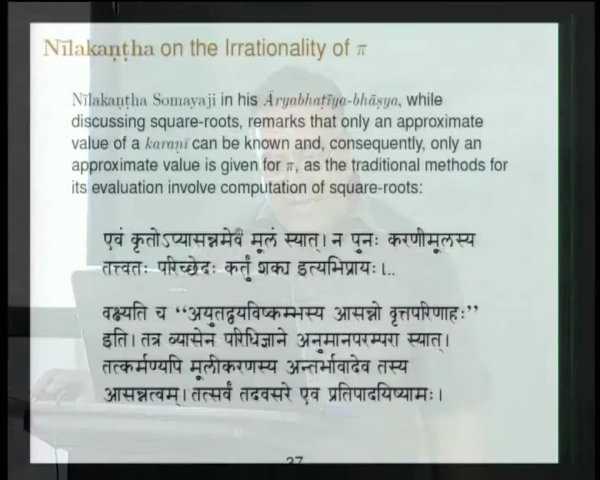 Nīlakaṇṭha on the Irrationality of π
Nīlakaṇṭha Somayaji in his Āryabhaṭīya-bhāṣya, while
discussing square-roots, remarks that only an approximate
value of a karaṇī can be known and, consequently, only an
approximate value is given for π, as the traditional methods for
its evaluation involve computation of square-roots:
एवं कृतोऽप्यासन्नमेव मूलं स्यात्। न पुनः करणीमूलस्य
तत्त्वतः परिच्छेदः कर्तुं शक्य इत्यभिप्रायः।..
वक्ष्यति च “अयुतद्वयविष्कम्भस्य आसन्नो वृत्तपरिणाहः”
इति। तत्र व्यासेन परिधिज्ञाने अनुमानपरम्परा स्यात्।
तत्कर्मण्यपि मूलीकरणस्य अन्तर्भावादेव तस्य
आसन्नत्वम्। तत्सर्वं तदवसरे एव प्रतिपादयिष्यामः।
27